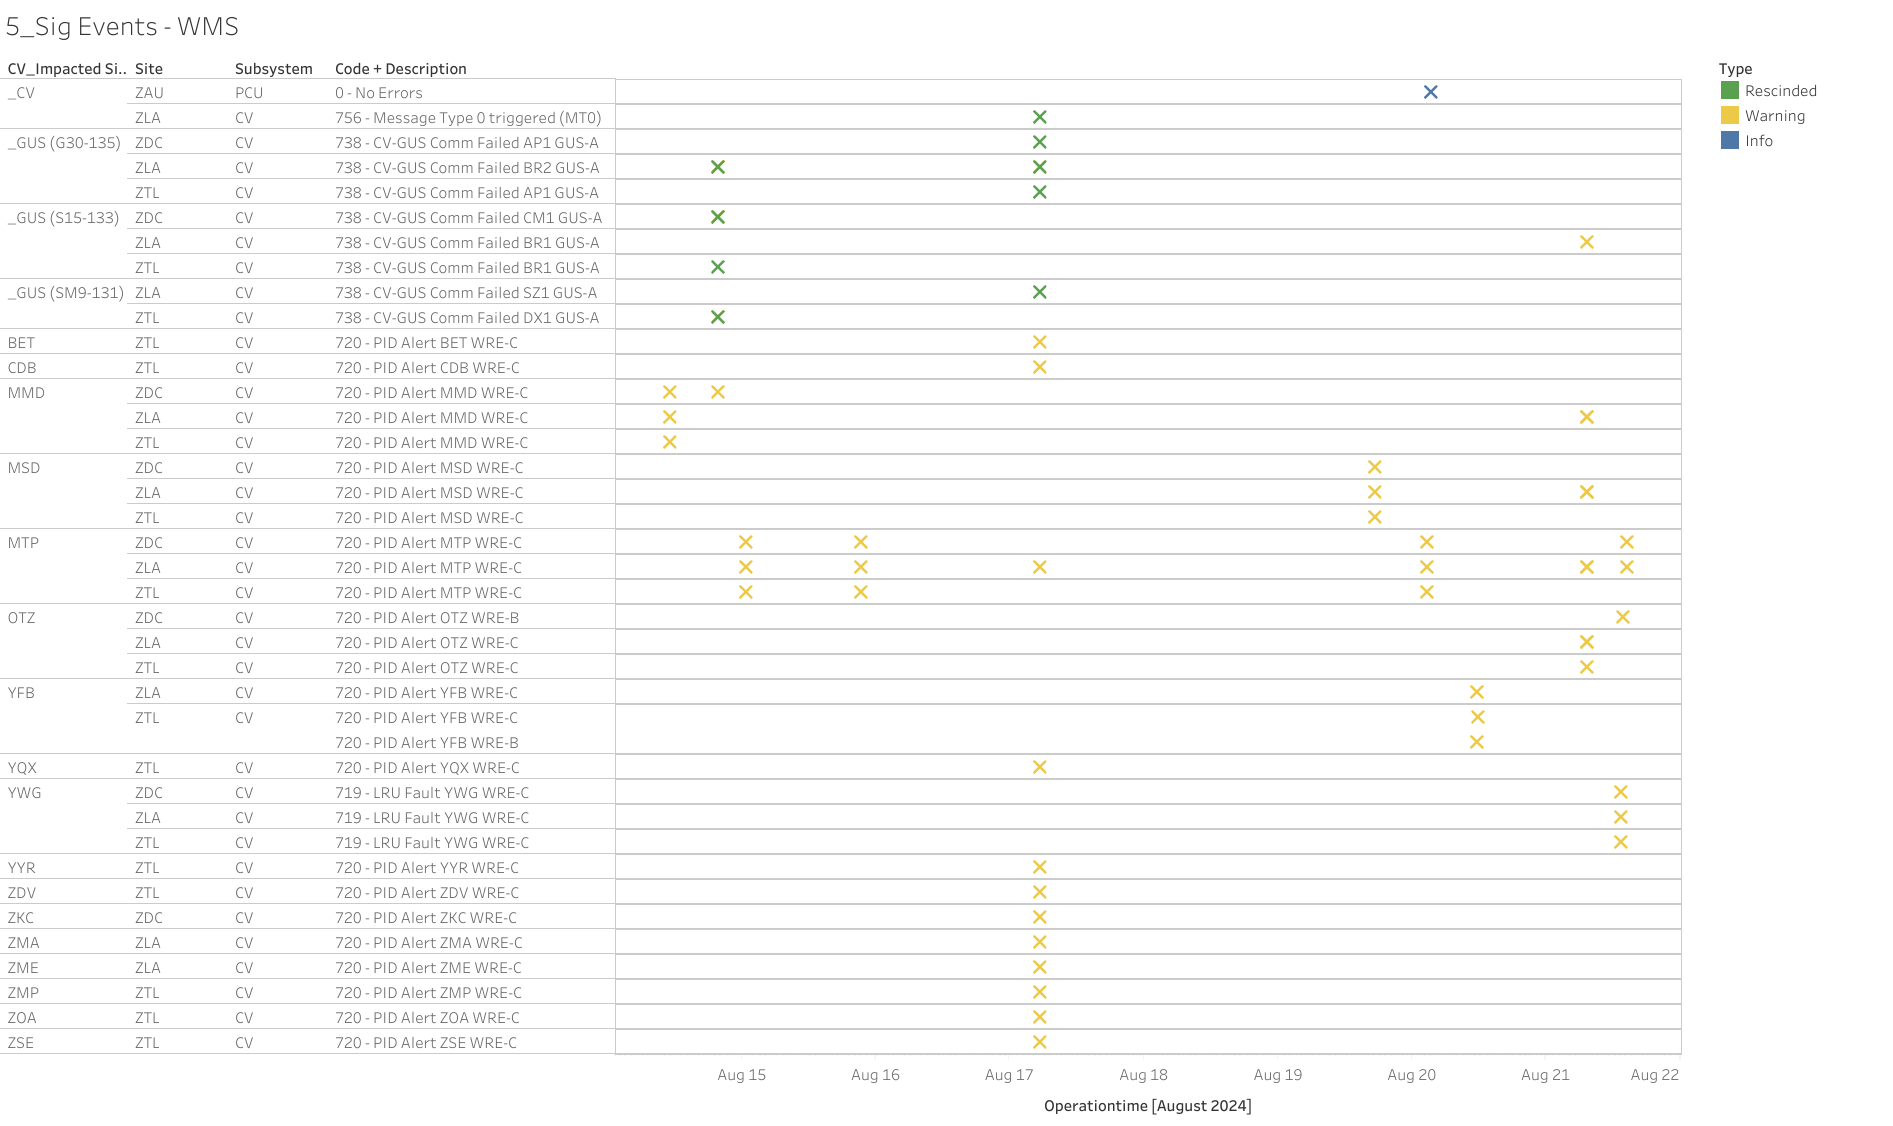 5_Sig Events - WMS
CV_Impacted Si.. Site Subsystem Code + Description
Type
_CV ZAU PCU 0 - No Errors
Rescinded
ZLA CV 756 - Message Type 0 triggered (MT0)
Warning
_GUS (G30-135) ZDC CV 738 - CV-GUS Comm Failed AP1 GUS-A
Info
ZLA CV 738 - CV-GUS Comm Failed BR2 GUS-A
ZTL CV 738 - CV-GUS Comm Failed AP1 GUS-A
_GUS (S15-133) ZDC CV 738 - CV-GUS Comm Failed CM1 GUS-A
ZLA CV 738 - CV-GUS Comm Failed BR1 GUS-A
ZTL CV 738 - CV-GUS Comm Failed BR1 GUS-A
_GUS (SM9-131) ZLA CV 738 - CV-GUS Comm Failed SZ1 GUS-A
ZTL CV 738 - CV-GUS Comm Failed DX1 GUS-A
BET ZTL CV 720 - PID Alert BET WRE-C
CDB ZTL CV 720 - PID Alert CDB WRE-C
MMD ZDC CV 720 - PID Alert MMD WRE-C
ZLA CV 720 - PID Alert MMD WRE-C
ZTL CV 720 - PID Alert MMD WRE-C
MSD ZDC CV 720 - PID Alert MSD WRE-C
ZLA CV 720 - PID Alert MSD WRE-C
ZTL CV 720 - PID Alert MSD WRE-C
MTP ZDC CV 720 - PID Alert MTP WRE-C
ZLA CV 720 - PID Alert MTP WRE-C
ZTL CV 720 - PID Alert MTP WRE-C
OTZ ZDC CV 720 - PID Alert OTZ WRE-B
ZLA CV 720 - PID Alert OTZ WRE-C
ZTL CV 720 - PID Alert OTZ WRE-C
YFB ZLA CV 720 - PID Alert YFB WRE-C
ZTL CV 720 - PID Alert YFB WRE-C
720 - PID Alert YFB WRE-B
YQX ZTL CV 720 - PID Alert YQX WRE-C
YWG ZDC CV 719 - LRU Fault YWG WRE-C
ZLA CV 719 - LRU Fault YWG WRE-C
ZTL CV 719 - LRU Fault YWG WRE-C
YYR ZTL CV 720 - PID Alert YYR WRE-C
ZDV ZTL CV 720 - PID Alert ZDV WRE-C
ZKC ZDC CV 720 - PID Alert ZKC WRE-C
ZMA ZLA CV 720 - PID Alert ZMA WRE-C
ZME ZLA CV 720 - PID Alert ZME WRE-C
ZMP ZTL CV 720 - PID Alert ZMP WRE-C
ZOA ZTL CV 720 - PID Alert ZOA WRE-C
ZSE ZTL CV 720 - PID Alert ZSE WRE-C
Aug 15 Aug 16 Aug 17 Aug 18 Aug 19 Aug 20 Aug 21 Aug 22
Operationtime [August 2024]